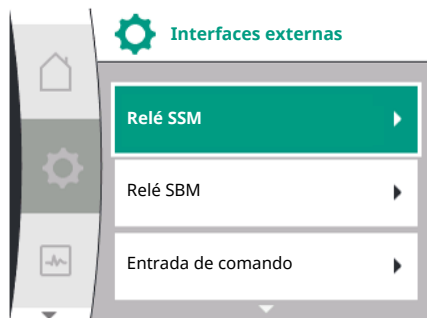 Interfaces externas
Relé SSM
Relé SBM
Entrada de comando